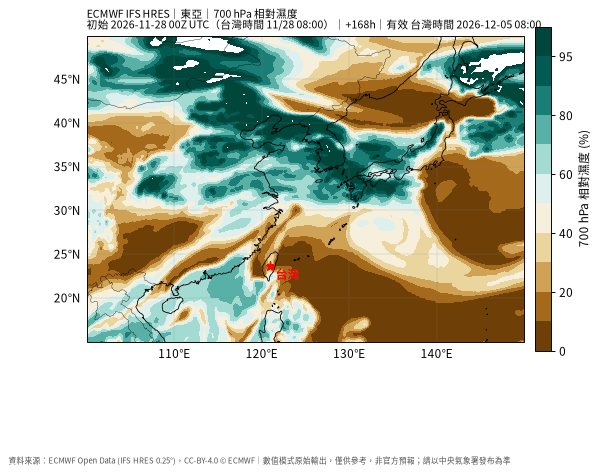 ECMWF IFS HRES｜東亞｜700 hPa 相對濕度
初始 2026-11-28 00Z UTC（台灣時間 11/28 08:00）｜+168h｜有效 台灣時間 2026-12-05 08:00
45°N
40°N
35°N
30°N
25°N
20°N
110°E
120°E
130°E
140°E
台灣
95
80
60
40
20
0
700 hPa 相對濕度 (%)
資料來源：ECMWF Open Data (IFS HRES 0.25°)・CC-BY-4.0 © ECMWF｜數值模式原始輸出，僅供參考，非官方預報；請以中央氣象署發布為準